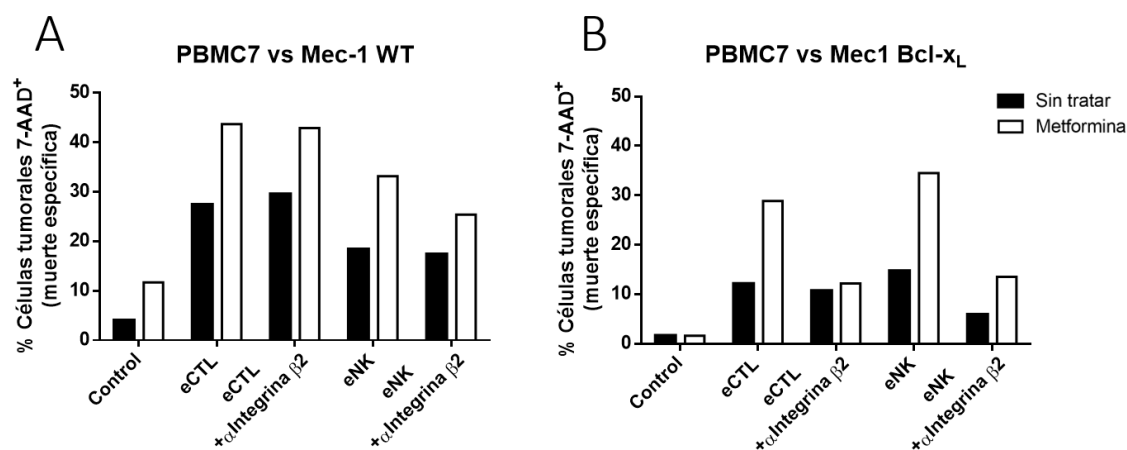 A
PBMC7 vs Mec-1 WT
% Células tumorales 7-AAD⁺
(muerte específica)
50
40
30
20
10
0
Control
eCTL
eCTL
+αIntegrina β2
eNK
eNK
+αIntegrina β2
B
PBMC7 vs Mec1 Bcl-xL
% Células tumorales 7-AAD⁺
(muerte específica)
50
40
30
20
10
0
Control
eCTL
eCTL
+αIntegrina β2
eNK
eNK
+αIntegrina β2
Sin tratar
Metformina